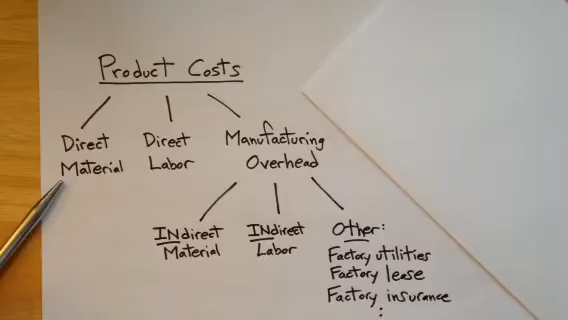 Product Costs
Direct
Material
Direct
Labor
Manufacturing
Overhead
INdirect
Material
INdirect
Labor
Other:
Factory utilities
Factory lease
Factory insurance
: